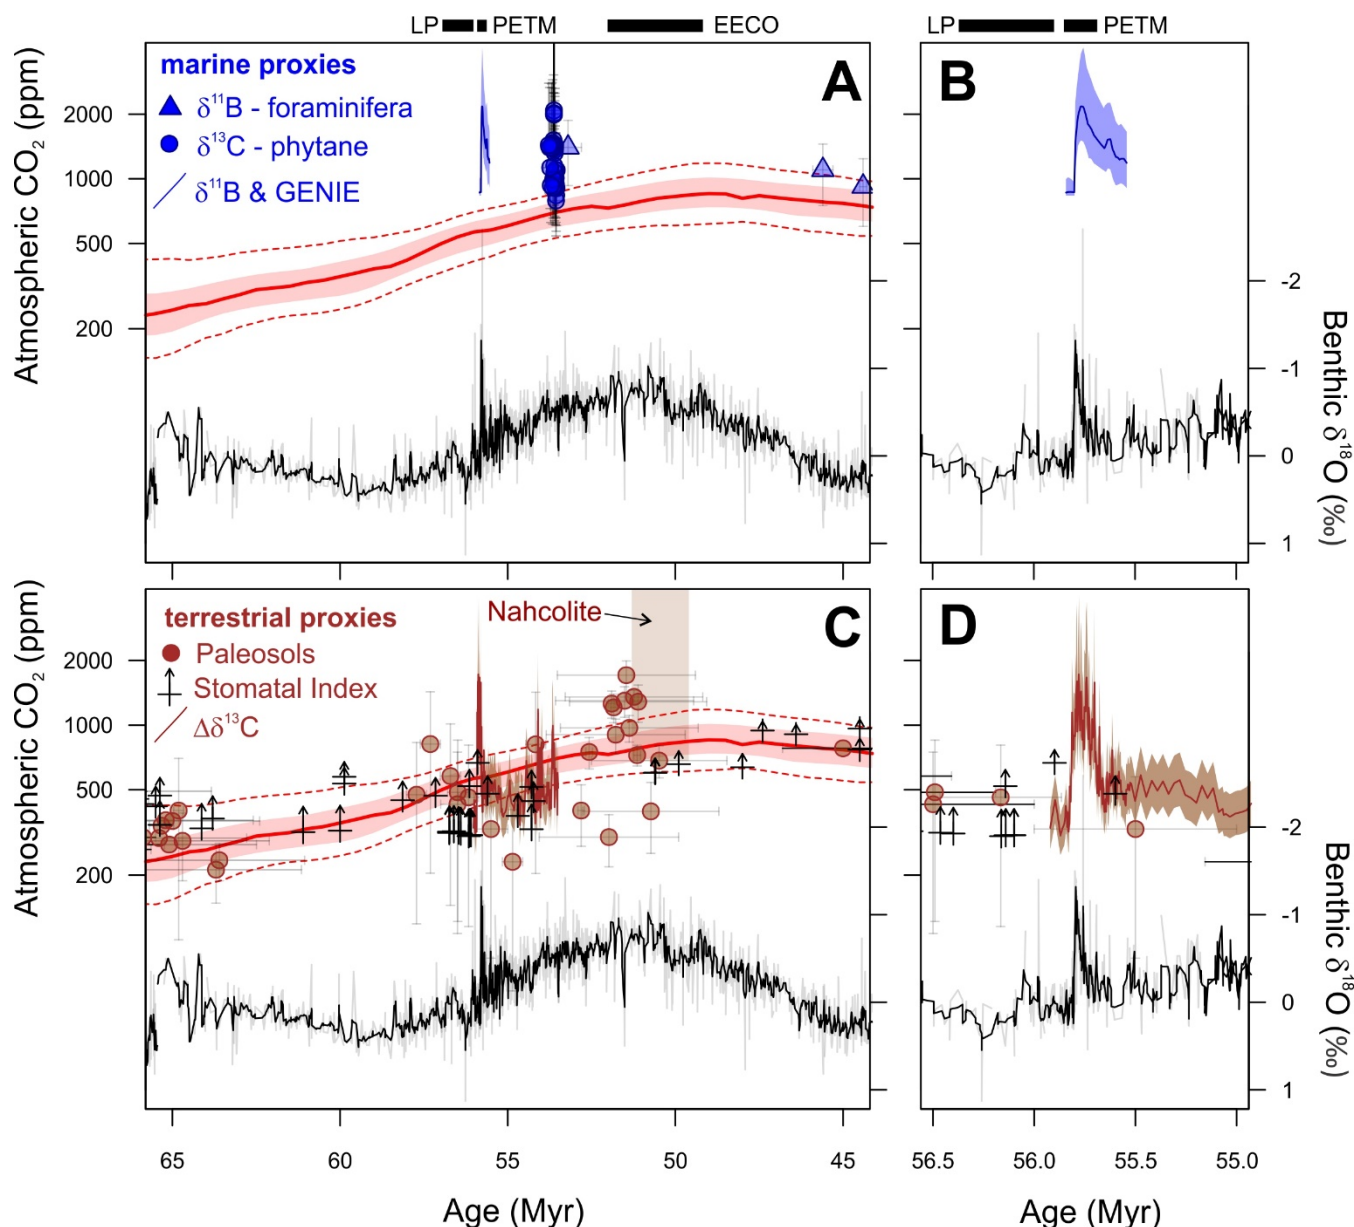 LP PETM EECO LP PETM
Atmospheric CO₂ (ppm)
marine proxies
δ¹¹B - foraminifera
δ¹³C - phytane
δ¹¹B & GENIE
A
2000
1000
500
200
B
-2
-1
0
1
Benthic δ¹⁸O (‰)
Atmospheric CO₂ (ppm)
terrestrial proxies
Paleosols
Stomatal Index
Δδ¹³C
Nahcolite
C
2000
1000
500
200
D
-2
-1
0
1
Benthic δ¹⁸O (‰)
65 60 55 50 45
Age (Myr)
56.5 56.0 55.5 55.0
Age (Myr)